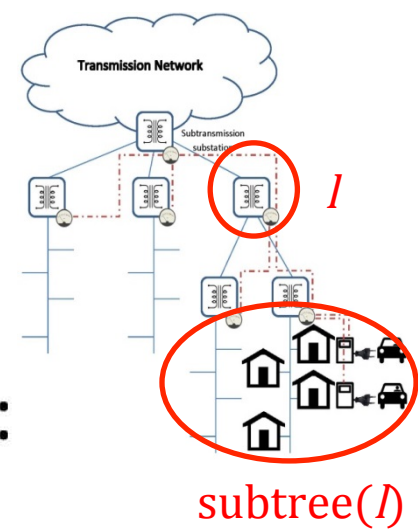 Transmission Network
Subtransmission
substation
l
:
subtree(l)